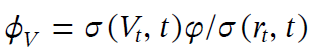 ϕ_V = σ(V_t, t)φ/σ(r_t, t)